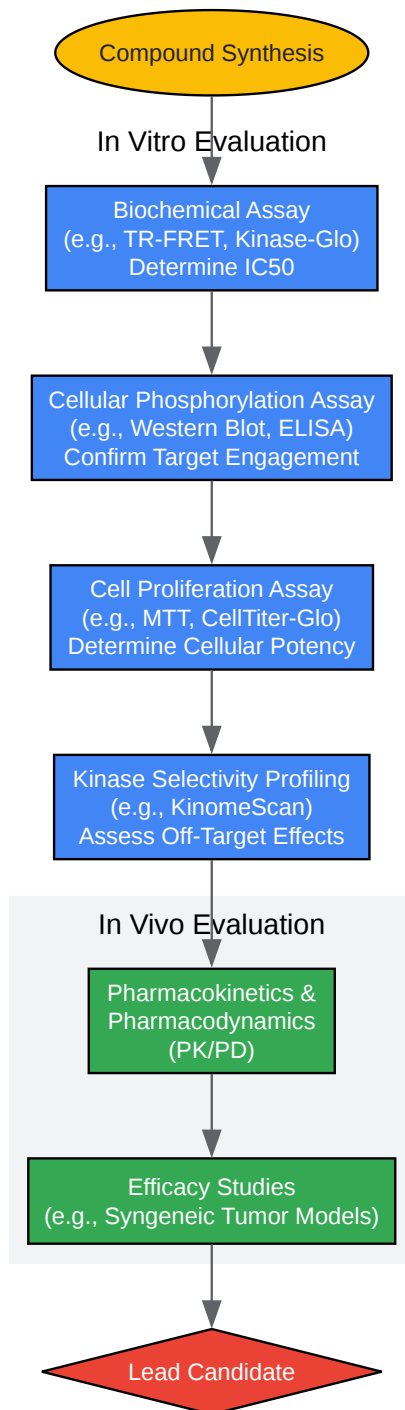 Compound Synthesis
In Vitro Evaluation
Biochemical Assay
(e.g., TR-FRET, Kinase-Glo)
Determine IC50
Cellular Phosphorylation Assay
(e.g., Western Blot, ELISA)
Confirm Target Engagement
Cell Proliferation Assay
(e.g., MTT, CellTiter-Glo)
Determine Cellular Potency
Kinase Selectivity Profiling
(e.g., KinomeScan)
Assess Off-Target Effects
In Vivo Evaluation
Pharmacokinetics &
Pharmacodynamics
(PK/PD)
Efficacy Studies
(e.g., Syngeneic Tumor Models)
Lead Candidate